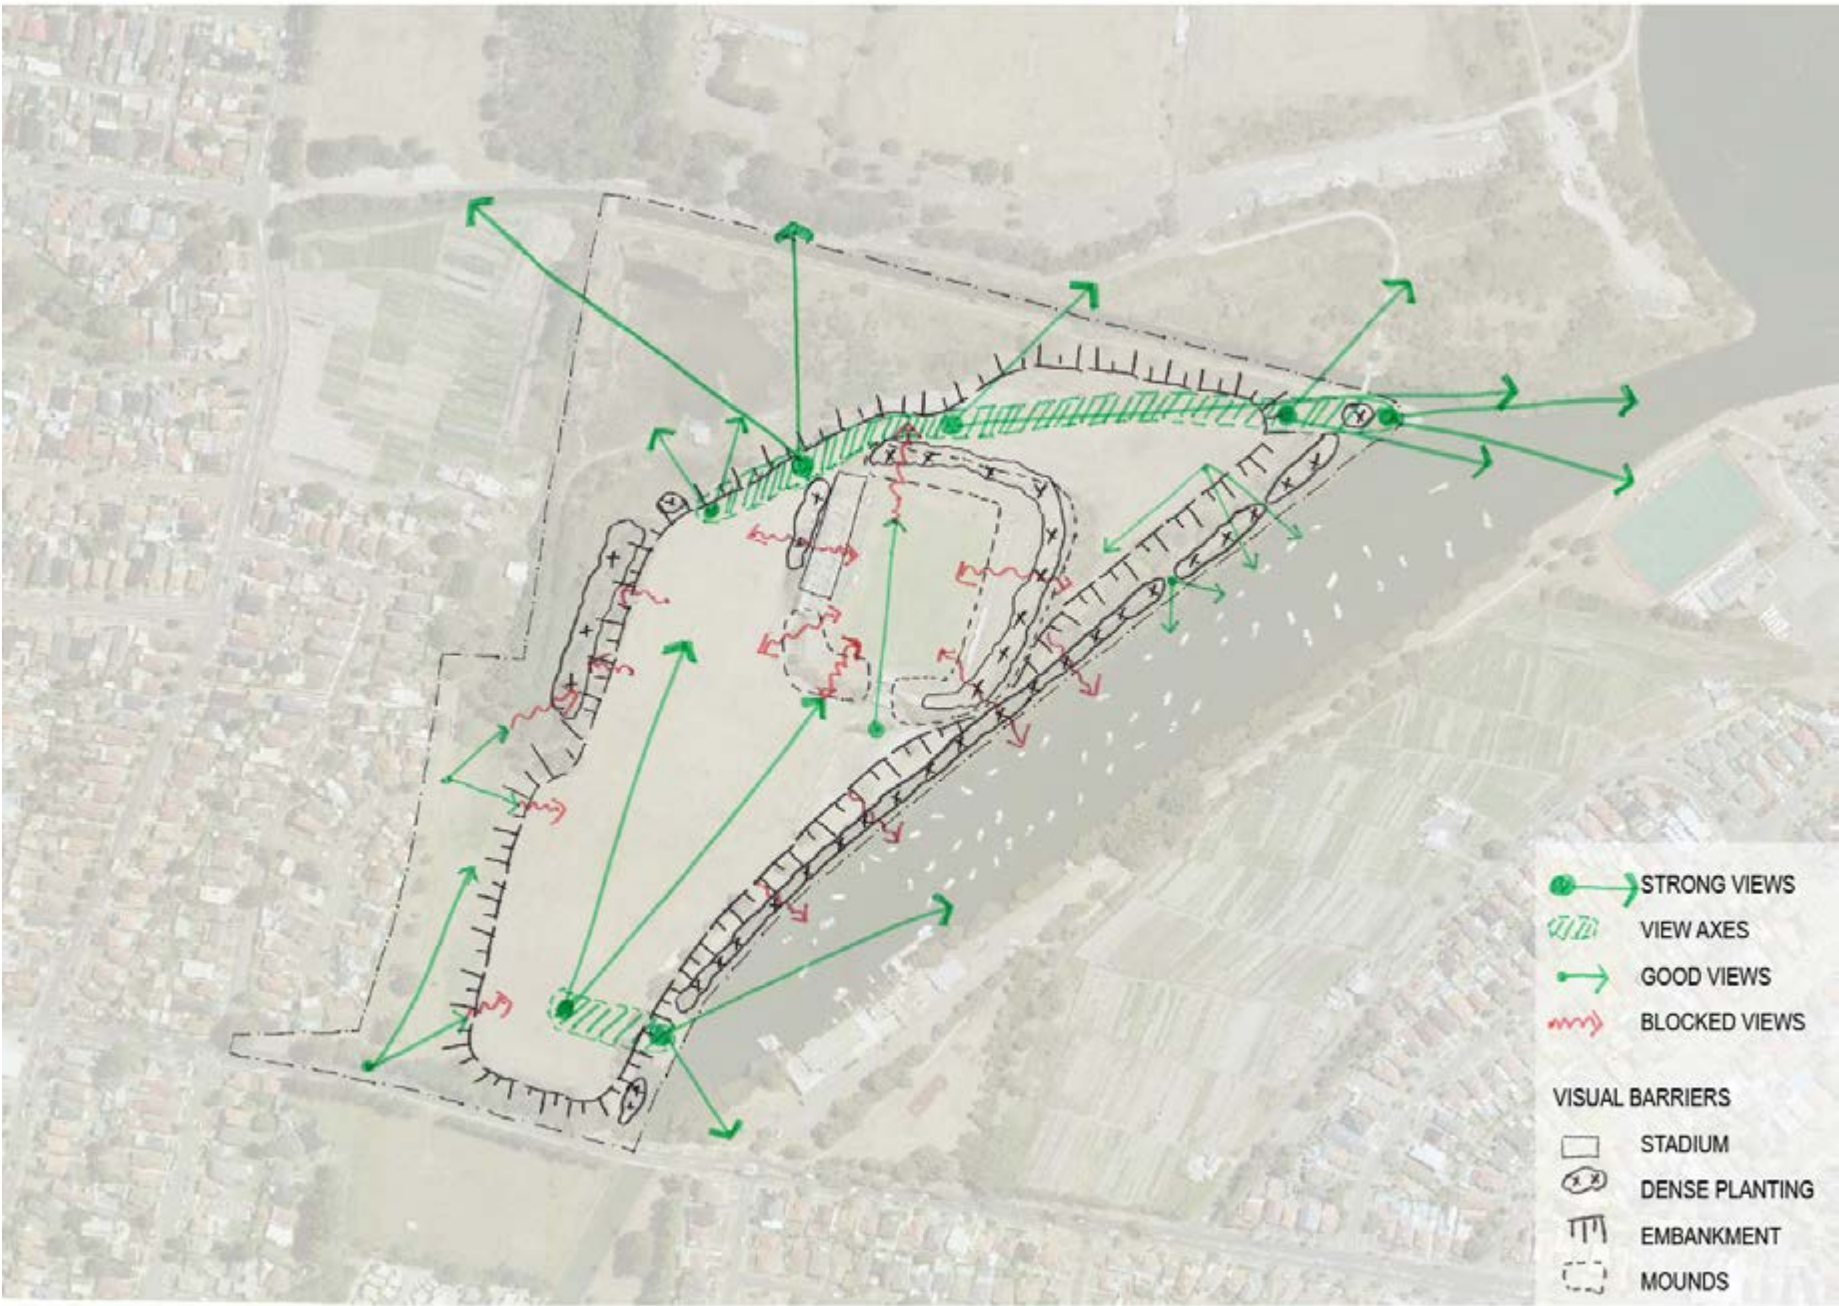 STRONG VIEWS
VIEW AXES
GOOD VIEWS
BLOCKED VIEWS
VISUAL BARRIERS
STADIUM
DENSE PLANTING
EMBANKMENT
MOUNDS